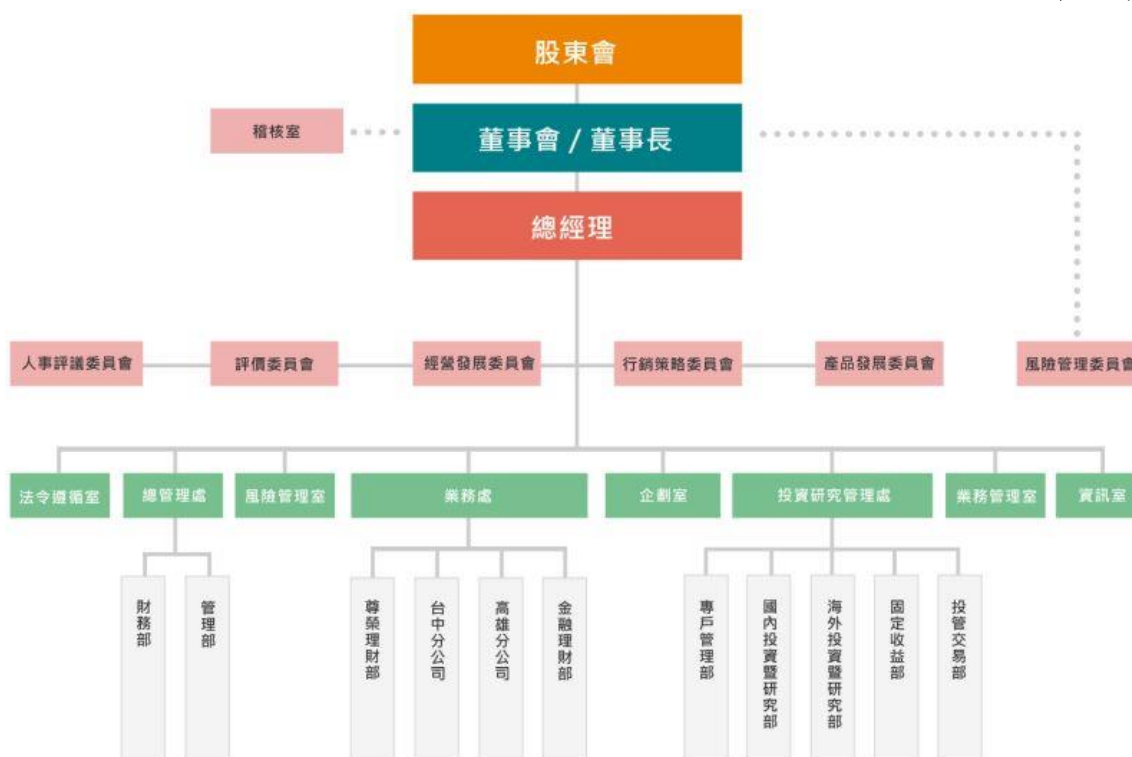 股東會
稽核室
董事會 / 董事長
總經理
人事評議委員會
評價委員會
經營發展委員會
行銷策略委員會
產品發展委員會
風險管理委員會
法令遵循室
總管理處
風險管理室
業務處
企劃室
投資研究管理處
業務管理室
資訊室
財務部
管理部
尊榮理財部
台中分公司
高雄分公司
金融理財部
專戶管理部
國內投資暨研究部
海外投資暨研究部
固定收益部
投管交易部